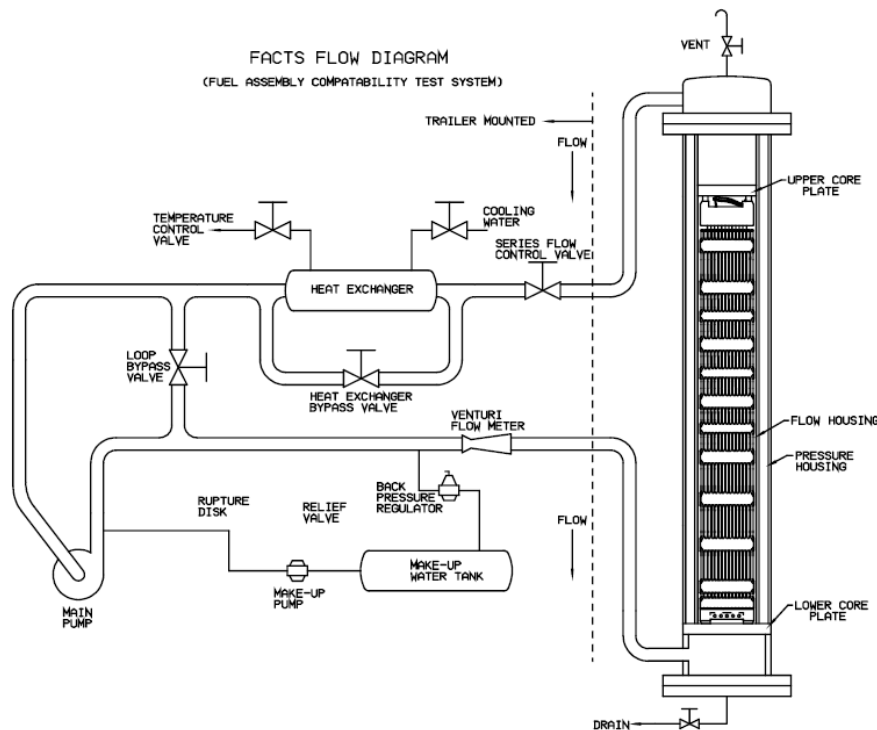 FACTS FLOW DIAGRAM
(FUEL ASSEMBLY COMPATABILITY TEST SYSTEM)
VENT
TRAILER MOUNTED
FLOW
UPPER CORE
PLATE
TEMPERATURE
CONTROL
VALVE
COOLING
WATER
SERIES FLOW
CONTROL VALVE
HEAT EXCHANGER
LOOP
BYPASS
VALVE
HEAT EXCHANGER
BYPASS VALVE
VENTURI
FLOW METER
FLOW HOUSING
PRESSURE
HOUSING
RUPTURE
DISK
RELIEF
VALVE
BACK
PRESSURE
REGULATOR
FLOW
MAKE-UP
WATER TANK
MAKE-UP
PUMP
MAIN
PUMP
LOWER CORE
PLATE
DRAIN